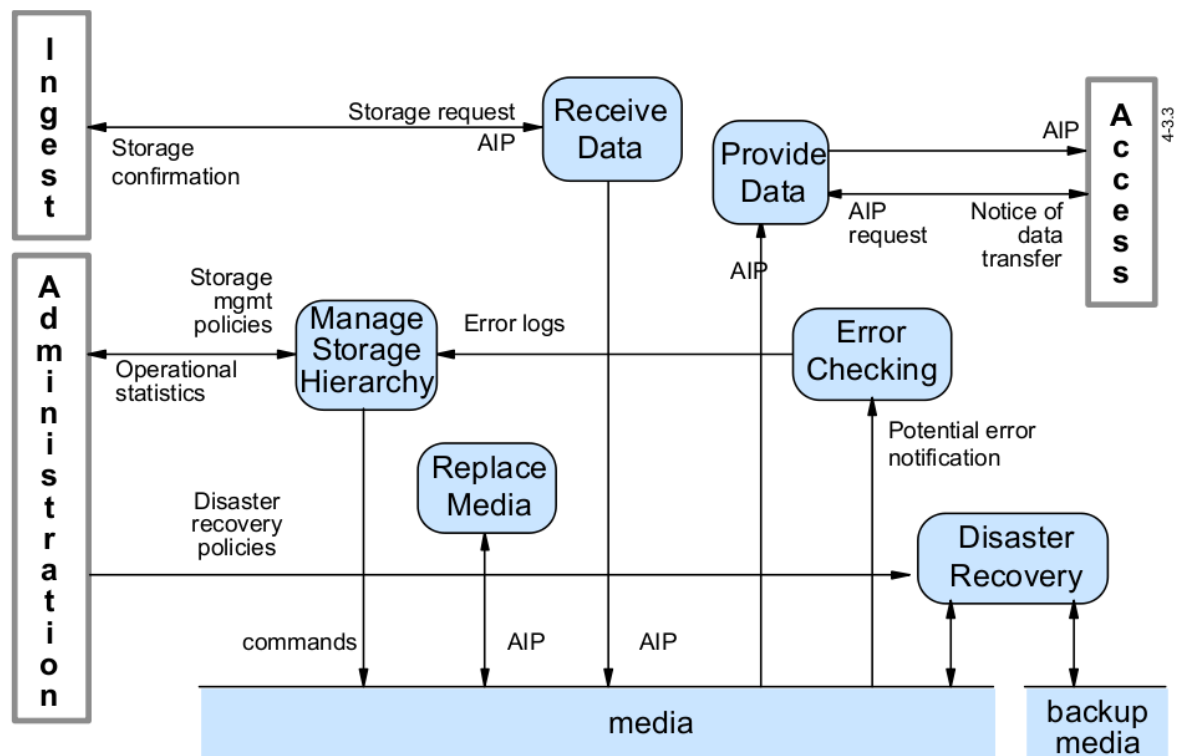 Ingest
Storage request
AIP
Storage
confirmation
Receive
Data
Provide
Data
AIP
AIP
request
Notice of
data
transfer
Access
4-3.3
Administration
Storage
mgmt
policies
Operational
statistics
Manage
Storage
Hierarchy
Error logs
AIP
Error
Checking
Potential error
notification
Replace
Media
Disaster
recovery
policies
Disaster
Recovery
commands
AIP
AIP
media
backup
media